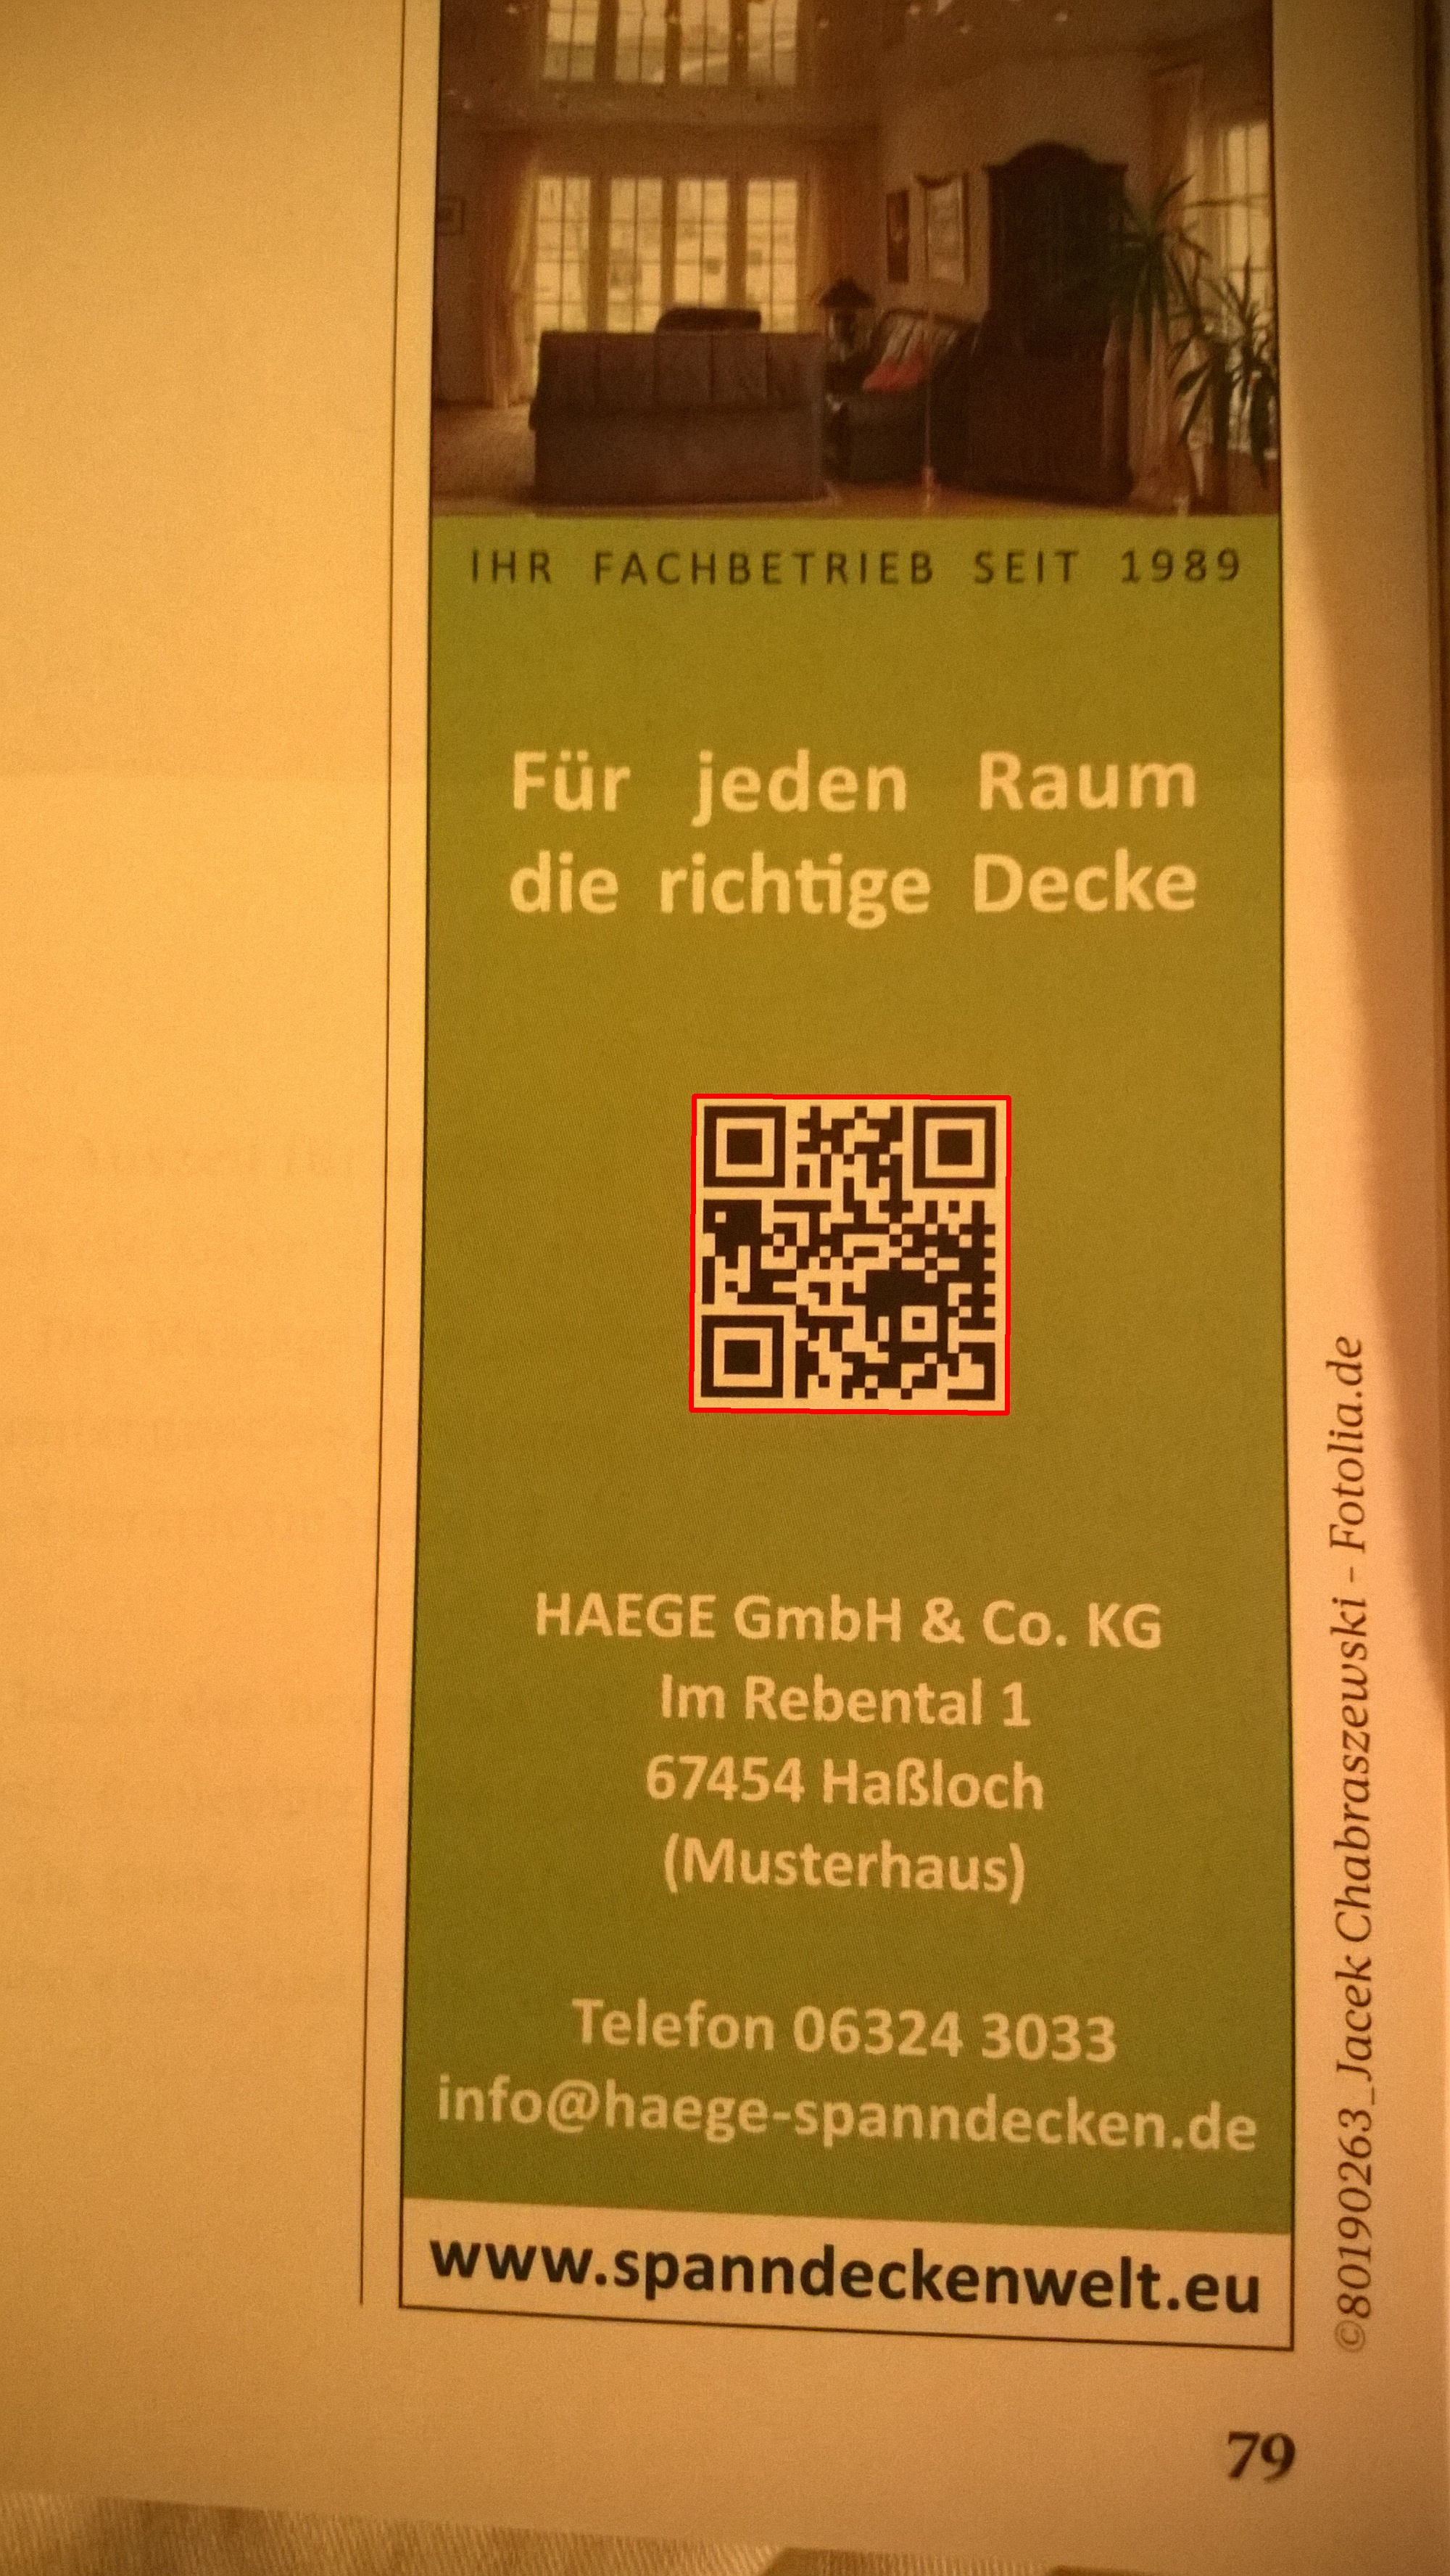 IHR FACHBETRIEB SEIT 1989
Für jeden Raum
die richtige Decke
HAEGE GmbH & Co. KG
Im Rebental 1
67454 Haßloch
(Musterhaus)
Telefon 06324 3033
info@haege-spanndecken.de
www.spanndeckenwelt.eu
©80190263_Jacek Chabraszewski - Fotolia.de
79